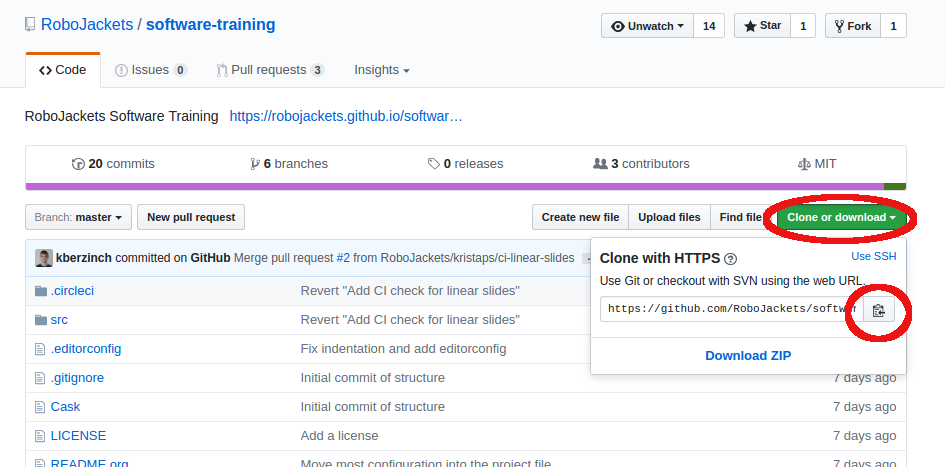 RoboJackets / software-training
Unwatch 14 Star 1 Fork 1
Code Issues 0 Pull requests 3 Insights
RoboJackets Software Training https://robojackets.github.io/softwar…
20 commits 6 branches 0 releases 3 contributors MIT
Branch: master New pull request Create new file Upload files Find file Clone or download
kberzinch committed on GitHub Merge pull request #2 from RoboJackets/kristaps/ci-linear-slides
Clone with HTTPS Use SSH
Use Git or checkout with SVN using the web URL.
https://github.com/RoboJackets/softwar
Download ZIP
.circleci Revert "Add CI check for linear slides"
src Revert "Add CI check for linear slides"
.editorconfig Fix indentation and add editorconfig
.gitignore Initial commit of structure 7 days ago
Cask Initial commit of structure 7 days ago
LICENSE Add a license 7 days ago
README.org Move most configuration into the project file 7 days ago